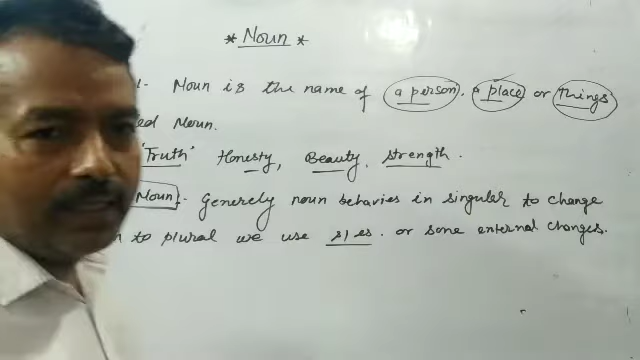 * Noun *
1- Noun is the name of a person, a place or things
ed Noun.
"Truth" Honesty, Beauty, strength.
Noun - Generely noun behavies in singular to change
to plural we use s/es. or some external changes.